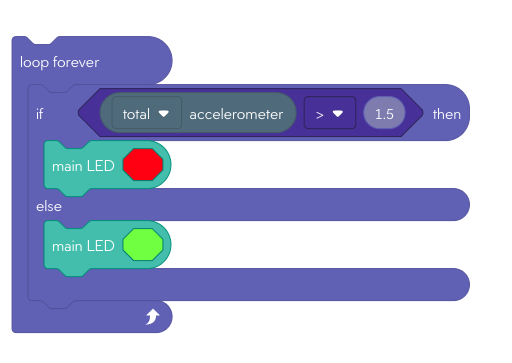 loop forever
if total accelerometer > 1.5 then
main LED
else
main LED